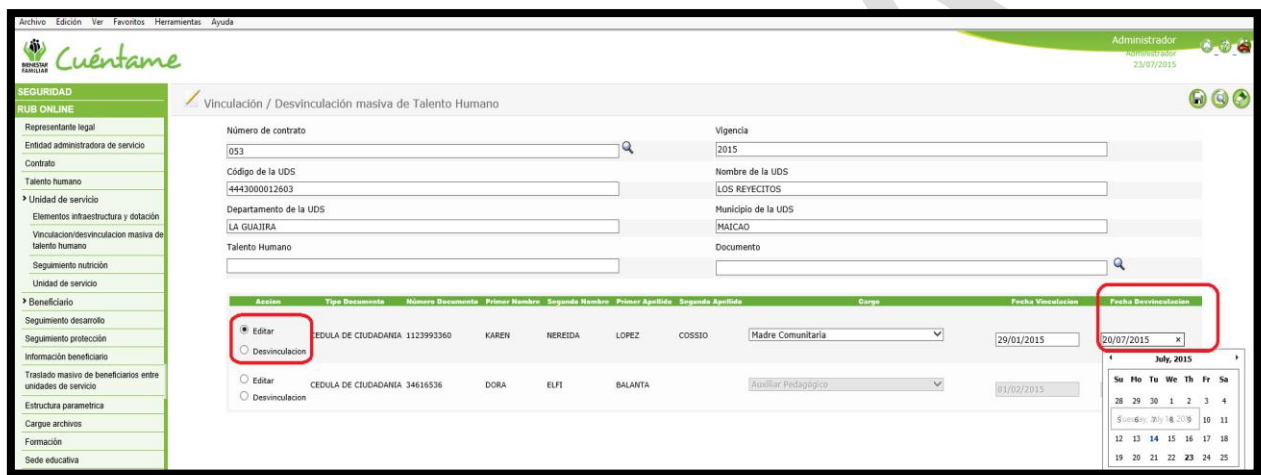 Archivo Edición Ver Favoritos Herramientas Ayuda
BIENESTAR
FAMILIAR
Cuéntame
Administrador
Administrador
23/07/2015
SEGURIDAD
RUB ONLINE
Representante legal
Entidad administradora de servicio
Contrato
Talento humano
Unidad de servicio
Elementos infraestructura y dotación
Vinculacion/desvinculacion masiva de
talento humano
Seguimiento nutrición
Unidad de servicio
Beneficiario
Seguimiento desarrollo
Seguimiento protección
Información beneficiario
Traslado masivo de beneficiarios entre
unidades de servicio
Estructura parametrica
Cargue archivos
Formación
Sede educativa
Vinculación / Desvinculación masiva de Talento Humano
Número de contrato Vigencia
053 2015
Código de la UDS Nombre de la UDS
4443000012603 LOS REYECITOS
Departamento de la UDS Municipio de la UDS
LA GUAJIRA MAICAO
Talento Humano Documento
Accion Tipo Documento Número Documento Primer Nombre Segundo Nombre Primer Apellido Segundo Apellido Cargo Fecha Vinculacion Fecha Desvinculacion
Editar
Desvinculacion
CEDULA DE CIUDADANIA 1123993360 KAREN NEREIDA LOPEZ COSSIO Madre Comunitaria 29/01/2015 20/07/2015 x
Editar
Desvinculacion
CEDULA DE CIUDADANIA 34616536 DORA ELFI BALANTA Auxiliar Pedagógico 01/02/2015
July, 2015
Su Mo Tu We Th Fr Sa
28 29 30 1 2 3 4
5 6 7 8 9 10 11
12 13 14 15 16 17 18
19 20 21 22 23 24 25